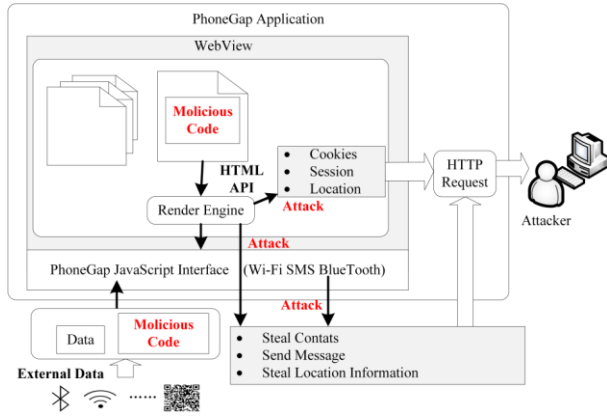 PhoneGap Application
WebView
Molicious
Code
HTML
API
• Cookies
• Session
• Location
HTTP
Request
Attacker
Render Engine
Attack
Attack
PhoneGap JavaScript Interface
(Wi-Fi SMS BlueTooth)
Attack
Data
Molicious
Code
• Steal Contats
• Send Message
• Steal Location Information
External Data
……